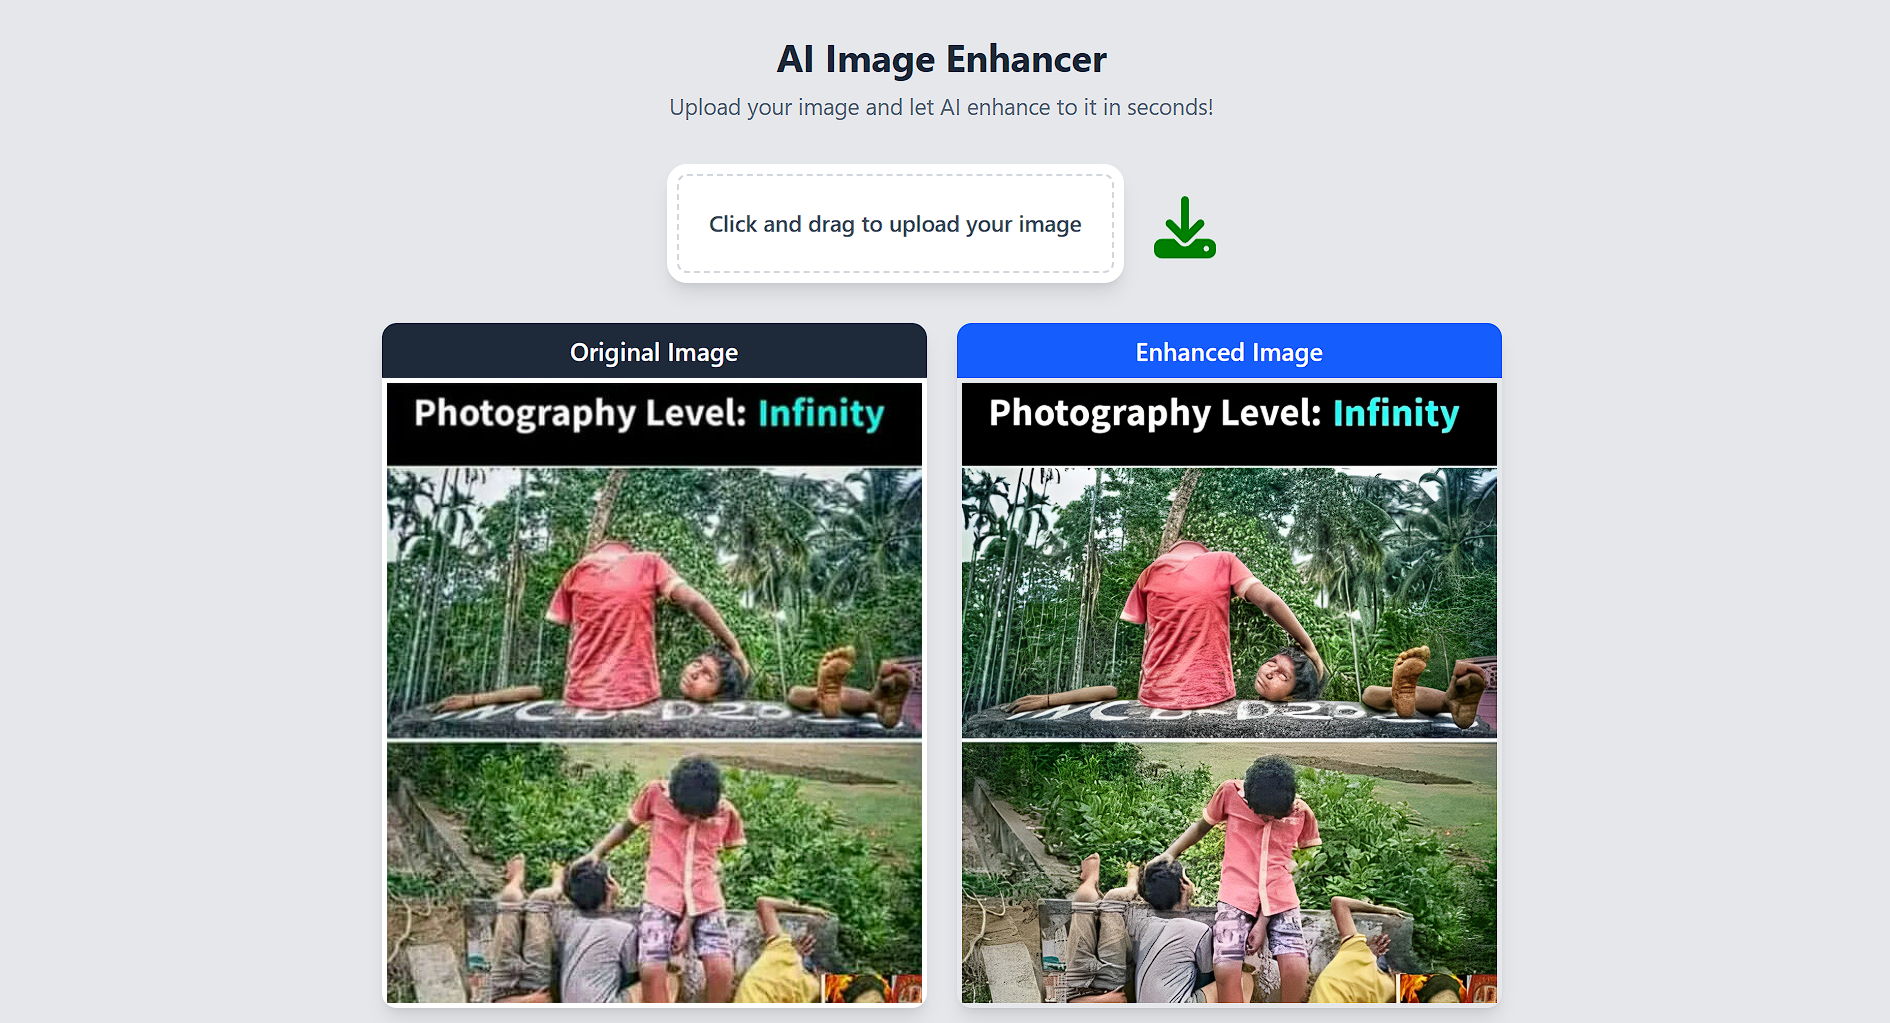 AI Image Enhancer
Upload your image and let AI enhance to it in seconds!
Click and drag to upload your image
Original Image
Photography Level: Infinity
Enhanced Image
Photography Level: Infinity